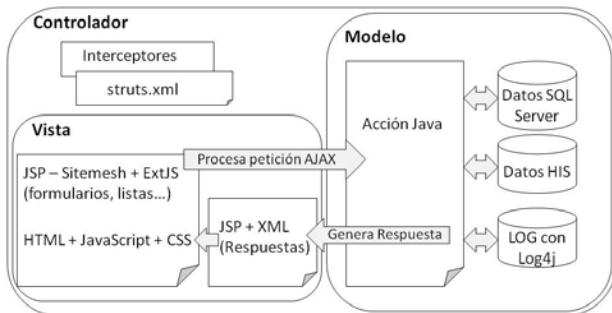 Controlador
Interceptores
struts.xml
Vista
JSP – Sitemesh + ExtJS
(formularios, listas...)
HTML + JavaScript + CSS
JSP + XML
(Respuestas)
Procesa petición AJAX
Genera Respuesta
Modelo
Acción Java
Datos SQL
Server
Datos HIS
LOG con
Log4j